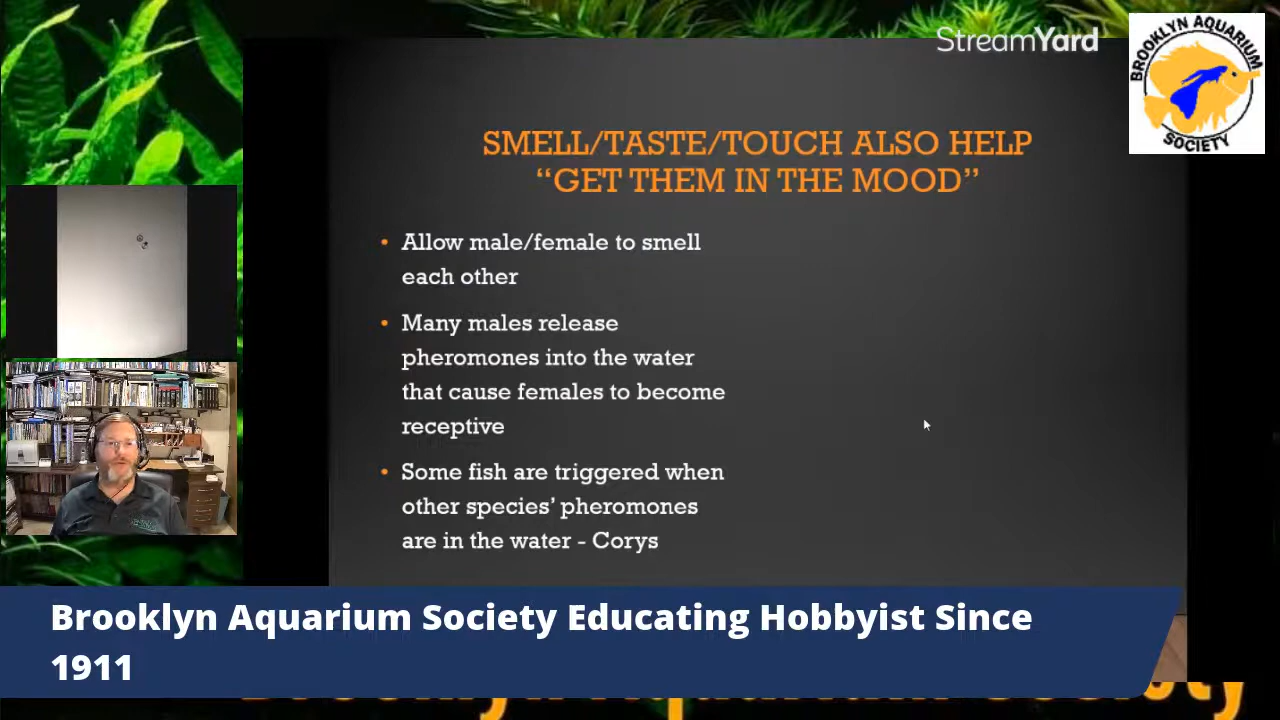 StreamYard
BROOKLYN AQUARIUM
SOCIETY
SMELL/TASTE/TOUCH ALSO HELP
“GET THEM IN THE MOOD”
• Allow male/female to smell
each other
• Many males release
pheromones into the water
that cause females to become
receptive
• Some fish are triggered when
other species’ pheromones
are in the water - Corys
Brooklyn Aquarium Society Educating Hobbyist Since
1911